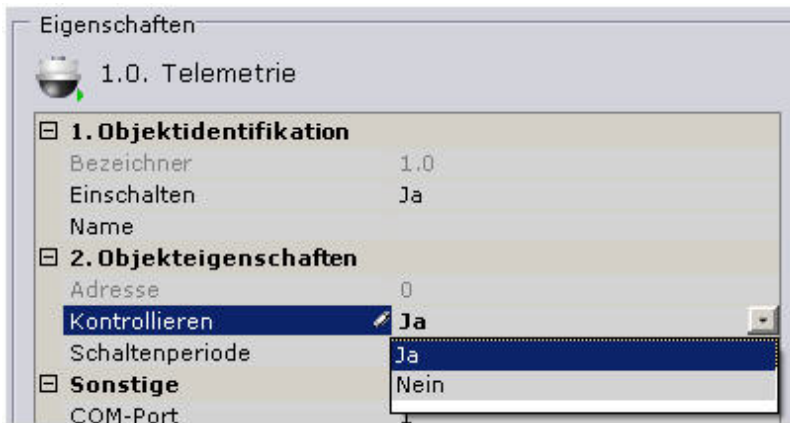 Eigenschaften
1.0. Telemetrie
1. Objektidentifikation
Bezeichner 1.0
Einschalten Ja
Name
2. Objekteigenschaften
Adresse 0
Kontrollieren Ja
Schaltenperiode Ja
Sonstige Nein
COM-Port 1